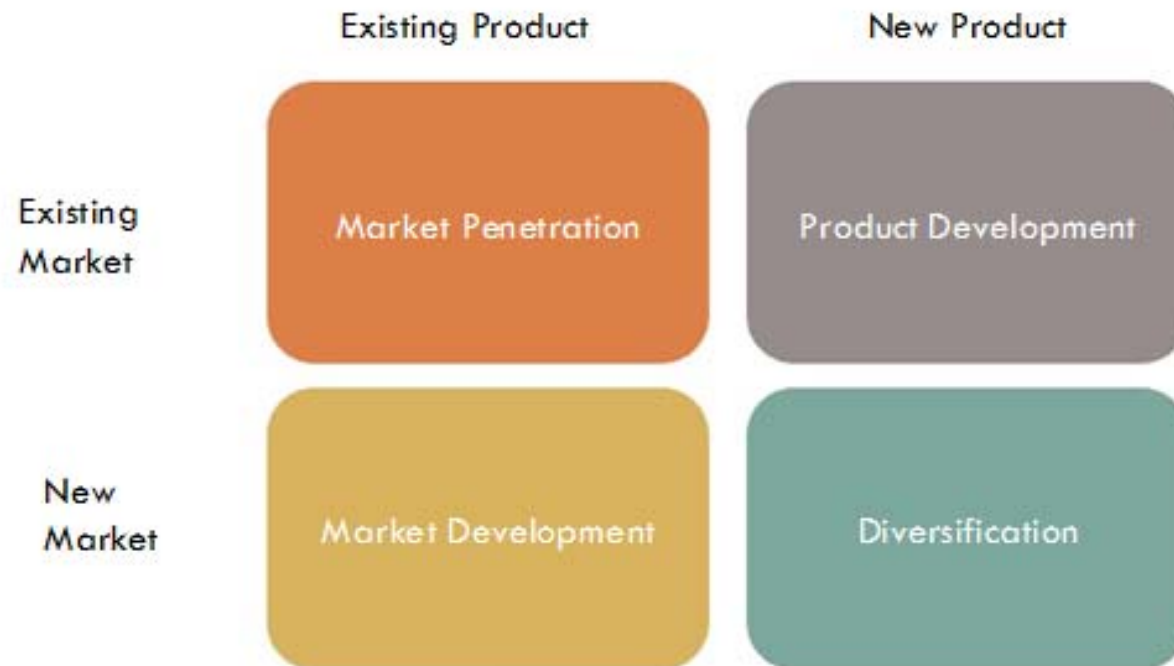 Existing Product
New Product
Existing
Market
Market Penetration
Product Development
New
Market
Market Development
Diversification